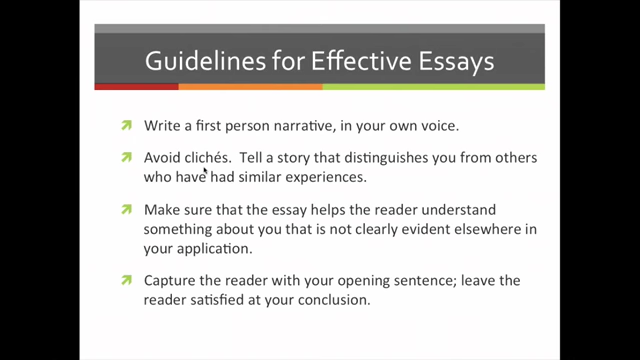 Guidelines for Effective Essays
Write a first person narrative, in your own voice.
Avoid clichés. Tell a story that distinguishes you from others
who have had similar experiences.
Make sure that the essay helps the reader understand
something about you that is not clearly evident elsewhere in
your application.
Capture the reader with your opening sentence; leave the
reader satisfied at your conclusion.